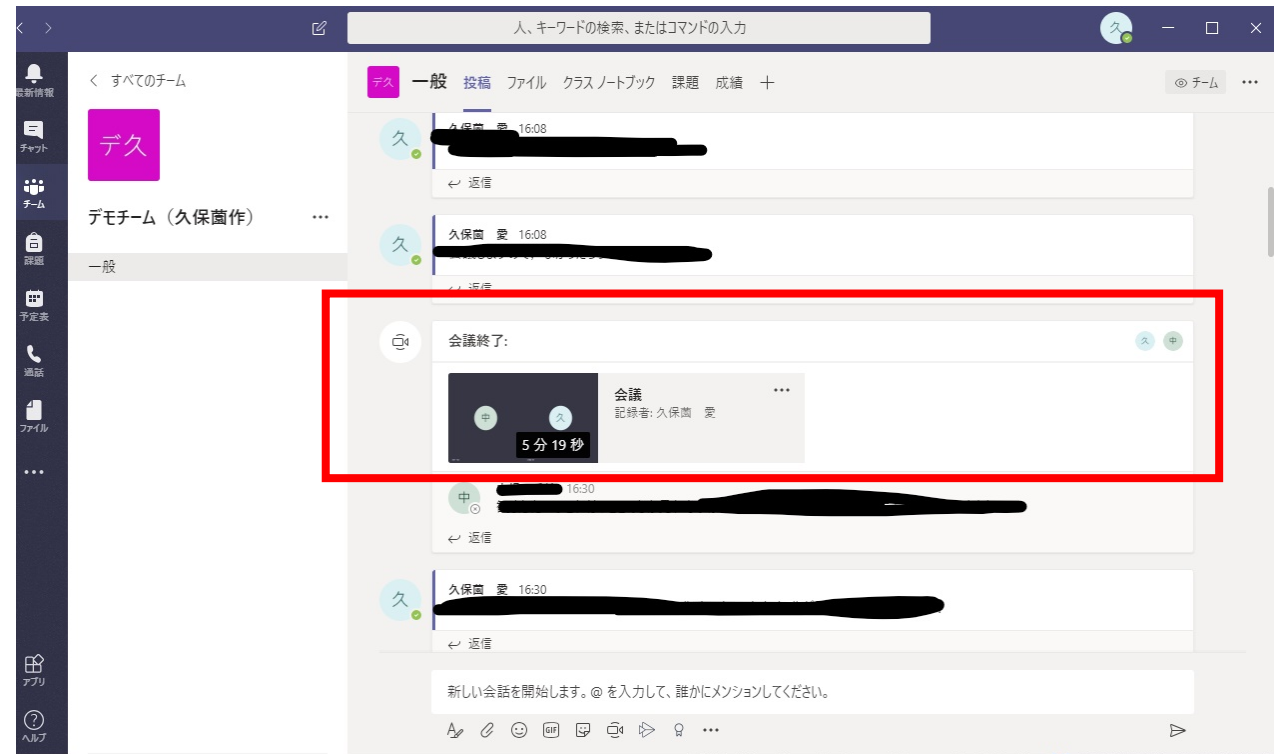 人、キーワードの検索、またはコマンドの入力
久
最新情報
チャット
チーム
課題
予定表
通話
ファイル
アプリ
ヘルプ
すべてのチーム
デ久
デモチーム（久保薗作）
一般
デ久 一般 投稿 ファイル クラス ノートブック 課題 成績
チーム
久
久保薗 愛 16:08
返信
久
久保薗 愛 16:08
返信
会議終了:
久 中
中 久
5 分 19 秒
会議
記録者: 久保薗 愛
中
16:30
返信
久
久保薗 愛 16:30
返信
新しい会話を開始します。@ を入力して、誰かにメンションしてください。
GIF